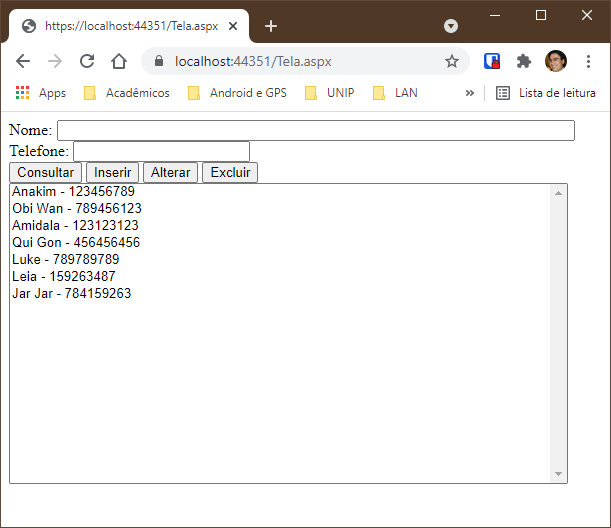 https://localhost:44351/Tela.aspx
https://localhost:44351/Tela.aspx
Apps Acadêmicos Android e GPS UNIP LAN » Lista de leitura
Nome:
Telefone:
Consultar Inserir Alterar Excluir
Anakim - 123456789
Obi Wan - 789456123
Amidala - 123123123
Qui Gon - 456456456
Luke - 789789789
Leia - 159263487
Jar Jar - 784159263